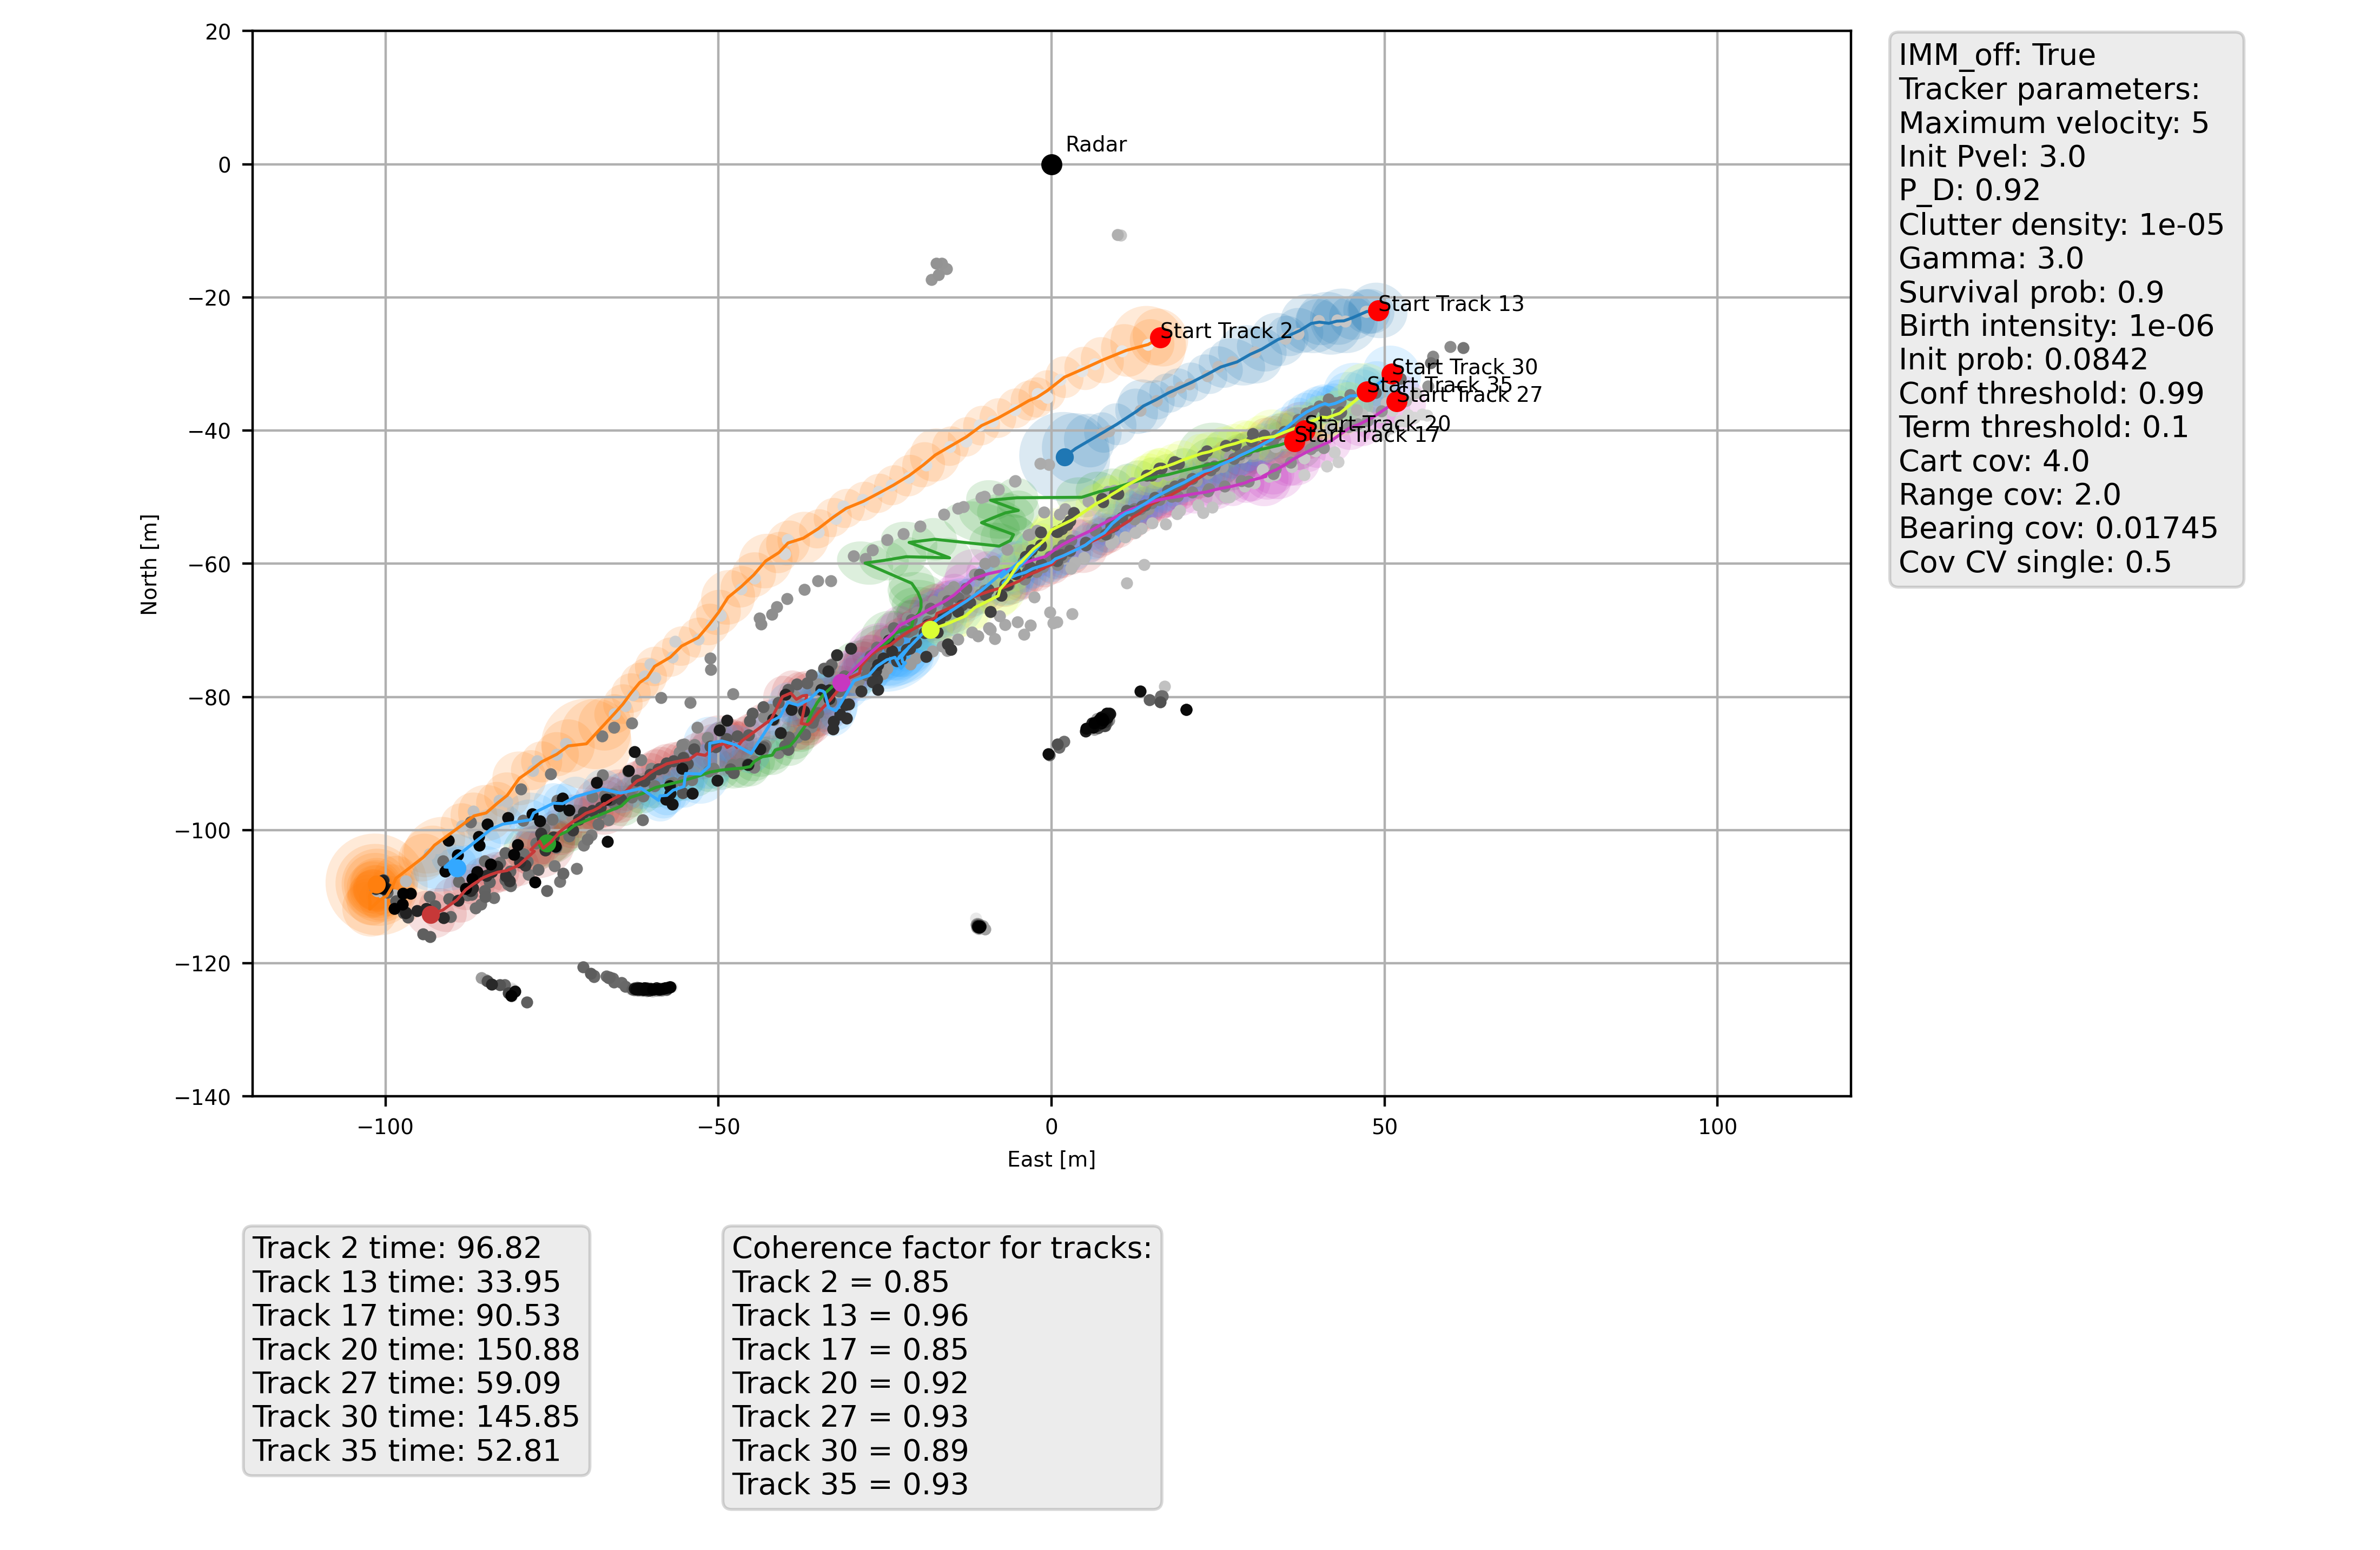 20
0
−20
−40
−60
−80
−100
−120
−140
North [m]
Radar
Start Track 13
Start Track 2
Start Track 30
Start Track 35
Start Track 27
Start Track 20
Start Track 17
−100
−50
0
50
100
East [m]
IMM_off: True
Tracker parameters:
Maximum velocity: 5
Init Pvel: 3.0
P_D: 0.92
Clutter density: 1e-05
Gamma: 3.0
Survival prob: 0.9
Birth intensity: 1e-06
Init prob: 0.0842
Conf threshold: 0.99
Term threshold: 0.1
Cart cov: 4.0
Range cov: 2.0
Bearing cov: 0.01745
Cov CV single: 0.5
Track 2 time: 96.82
Track 13 time: 33.95
Track 17 time: 90.53
Track 20 time: 150.88
Track 27 time: 59.09
Track 30 time: 145.85
Track 35 time: 52.81
Coherence factor for tracks:
Track 2 = 0.85
Track 13 = 0.96
Track 17 = 0.85
Track 20 = 0.92
Track 27 = 0.93
Track 30 = 0.89
Track 35 = 0.93